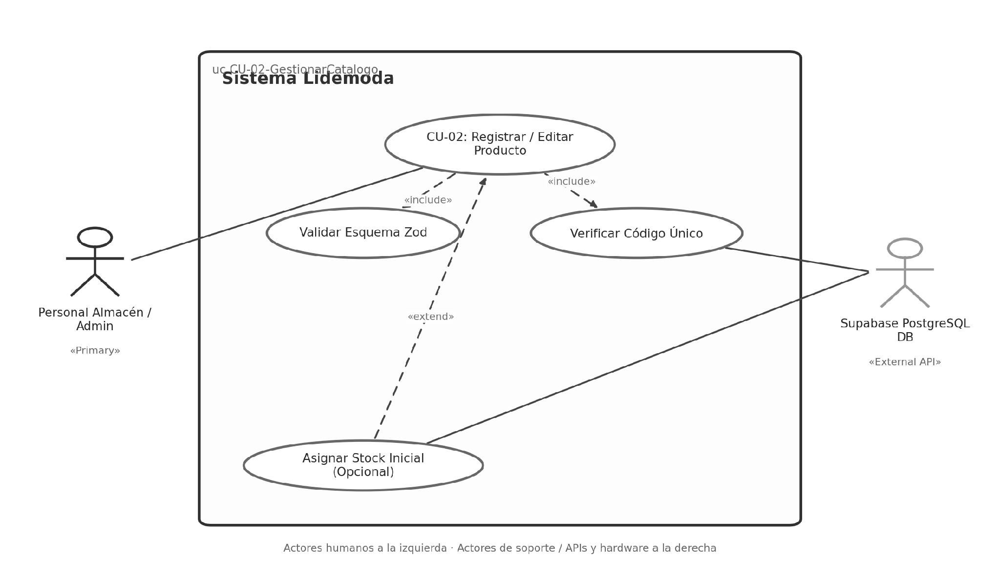 uc CU-02-GestionarCatalogo
Sistema Lidemoda
CU-02: Registrar / Editar
Producto
«include»
«include»
Validar Esquema Zod
Verificar Código Único
Personal Almacén /
Admin
«Primary»
«extend»
Supabase PostgreSQL
DB
«External API»
Asignar Stock Inicial
(Opcional)
Actores humanos a la izquierda · Actores de soporte / APIs y hardware a la derecha